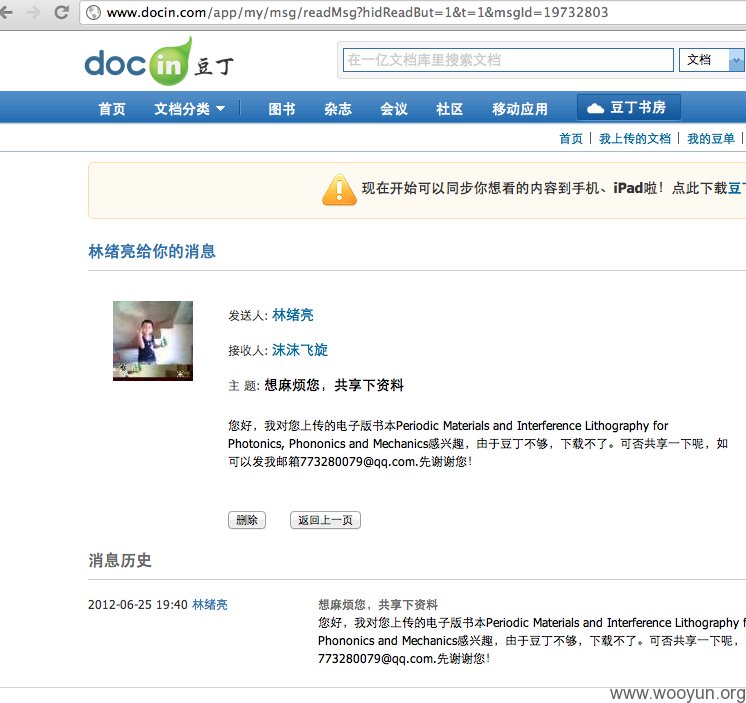 www.docin.com/app/my/msg/readMsg?hidReadBut=1&t=1&msgId=19732803
docin 豆丁
在一亿文档库里搜索文档 文档
首页 文档分类 图书 杂志 会议 社区 移动应用 豆丁书房
首页 | 我上传的文档 | 我的豆单 |
现在开始可以同步你想看的内容到手机、iPad啦！点此下载豆丁
林绪亮给你的消息
发送人: 林绪亮
接收人: 沫沫飞旋
主 题: 想麻烦您，共享下资料
您好，我对您上传的电子版书本Periodic Materials and Interference Lithography for
Photonics, Phononics and Mechanics感兴趣，由于豆丁不够，下载不了。可否共享一下呢，如
可以发我邮箱773280079@qq.com.先谢谢您！
删除 返回上一页
消息历史
2012-06-25 19:40 林绪亮 想麻烦您，共享下资料
您好，我对您上传的电子版书本Periodic Materials and Interference Lithography f
Phononics and Mechanics感兴趣，由于豆丁不够，下载不了。可否共享一下呢，
773280079@qq.com.先谢谢您！
www.wooyun.org